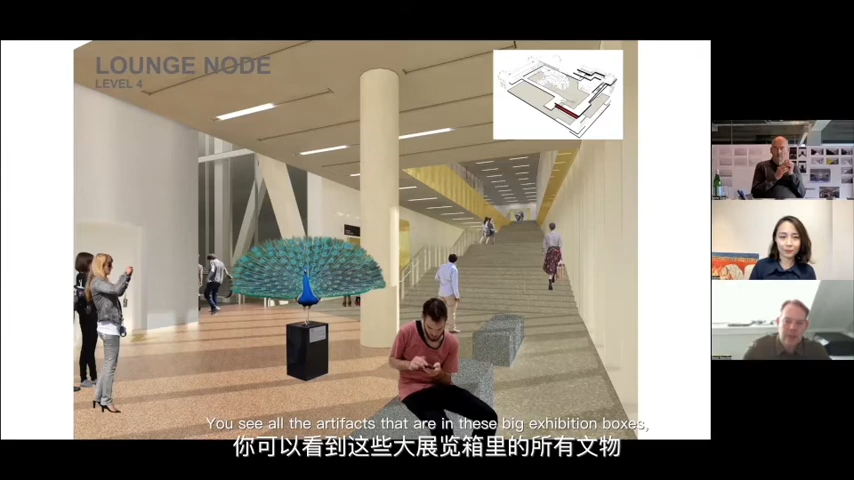 LOUNGE NODE
LEVEL 4
You see all the artifacts that are in these big exhibition boxes,
你可以看到这些大展览箱里的所有文物